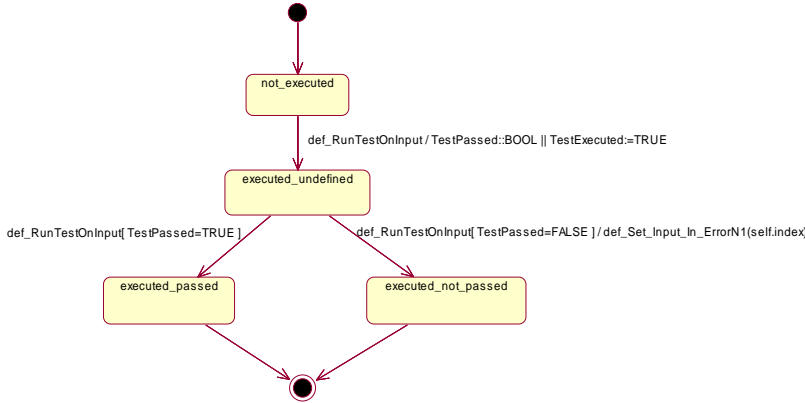 not_executed
def_RunTestOnInput / TestPassed::BOOL || TestExecuted:=TRUE
executed_undefined
def_RunTestOnInput[ TestPassed=TRUE ]
def_RunTestOnInput[ TestPassed=FALSE ] / def_Set_Input_In_ErrorN1(self.index)
executed_passed
executed_not_passed